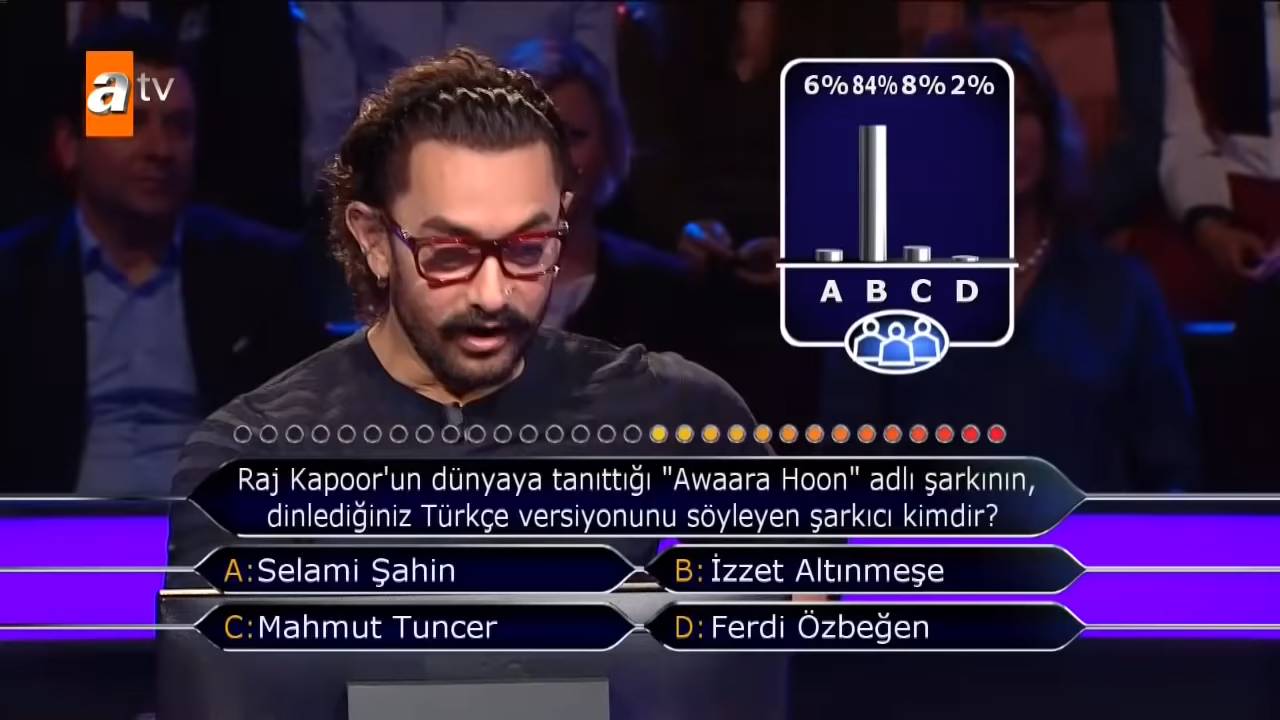 atv
6% 84% 8% 2%
A B C D
Raj Kapoor'un dünyaya tanıttığı "Awaara Hoon" adlı şarkının,
dinlediğiniz Türkçe versiyonunu söyleyen şarkıcı kimdir?
A: Selami Şahin
B: İzzet Altınmeşe
C: Mahmut Tuncer
D: Ferdi Özbeğen